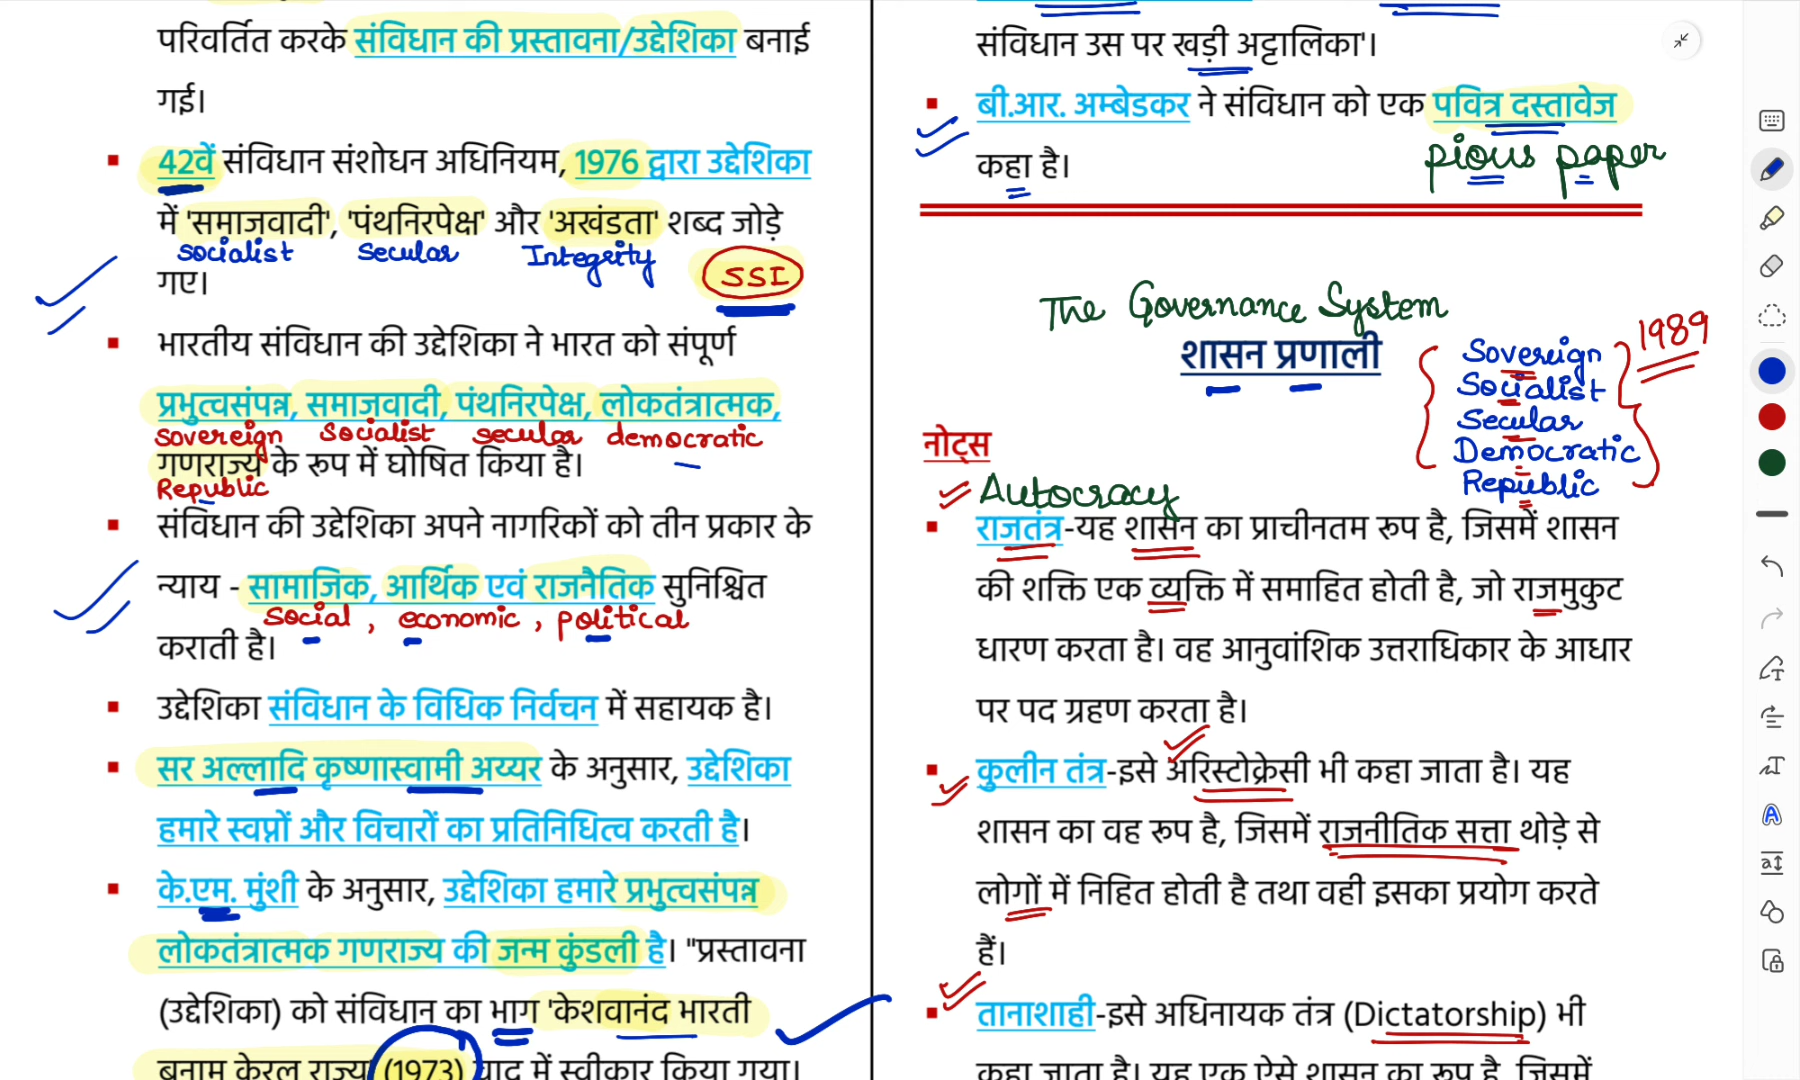 परिवर्तित करके संविधान की प्रस्तावना/उद्देशिका बनाई
गई।
42वें संविधान संशोधन अधिनियम, 1976 द्वारा उद्देशिका
में 'समाजवादी', 'पंथनिरपेक्ष' और 'अखंडता' शब्द जोड़े
socialist Secular Integrity SSI
गए।
भारतीय संविधान की उद्देशिका ने भारत को संपूर्ण
प्रभुत्वसंपन्न, समाजवादी, पंथनिरपेक्ष, लोकतंत्रात्मक,
sovereign Socialist secular democratic
गणराज्य के रूप में घोषित किया है।
Republic
संविधान की उद्देशिका अपने नागरिकों को तीन प्रकार के
न्याय - सामाजिक, आर्थिक एवं राजनैतिक सुनिश्चित
Social, economic, political
कराती है।
उद्देशिका संविधान के विधिक निर्वचन में सहायक है।
सर अल्लादि कृष्णास्वामी अय्यर के अनुसार, उद्देशिका
हमारे स्वप्नों और विचारों का प्रतिनिधित्व करती है।
के.एम. मुंशी के अनुसार, उद्देशिका हमारे प्रभुत्वसंपन्न
लोकतंत्रात्मक गणराज्य की जन्म कुंडली है। "प्रस्तावना
(उद्देशिका) को संविधान का भाग 'केशवानंद भारती
बनाम केरल राज्य (1973) वाद में स्वीकार किया गया।
संविधान उस पर खड़ी अट्टालिका'।
बी.आर. अम्बेडकर ने संविधान को एक पवित्र दस्तावेज
pious paper
कहा है।
The Governance System
शासन प्रणाली
Sovereign
Socialist
Secular
Democratic
Republic
1989
नोट्स
Autocracy
राजतंत्र-यह शासन का प्राचीनतम रूप है, जिसमें शासन
की शक्ति एक व्यक्ति में समाहित होती है, जो राजमुकुट
धारण करता है। वह आनुवांशिक उत्तराधिकार के आधार
पर पद ग्रहण करता है।
कुलीन तंत्र-इसे अरिस्टोक्रेसी भी कहा जाता है। यह
शासन का वह रूप है, जिसमें राजनीतिक सत्ता थोड़े से
लोगों में निहित होती है तथा वही इसका प्रयोग करते
हैं।
तानाशाही-इसे अधिनायक तंत्र (Dictatorship) भी
कहा जाता है। यह एक ऐसे शासन का रूप है, जिसमें